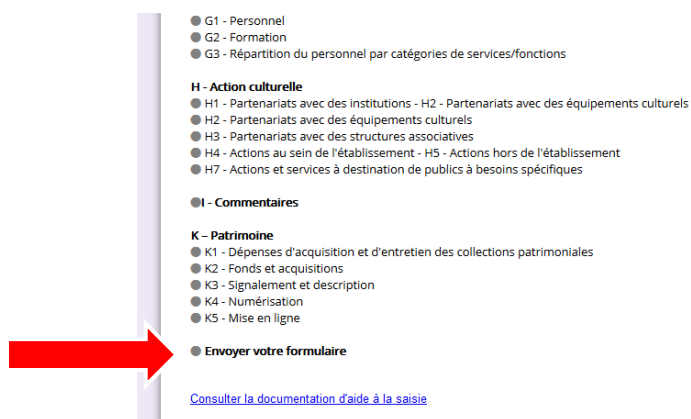 G1 - Personnel
G2 - Formation
G3 - Répartition du personnel par catégories de services/fonctions
H - Action culturelle
H1 - Partenariats avec des institutions - H2 - Partenariats avec des équipements culturels
H2 - Partenariats avec des équipements culturels
H3 - Partenariats avec des structures associatives
H4 - Actions au sein de l'établissement - H5 - Actions hors de l'établissement
H7 - Actions et services à destination de publics à besoins spécifiques
I - Commentaires
K – Patrimoine
K1 - Dépenses d'acquisition et d'entretien des collections patrimoniales
K2 - Fonds et acquisitions
K3 - Signalement et description
K4 - Numérisation
K5 - Mise en ligne
Envoyer votre formulaire
Consulter la documentation d'aide à la saisie